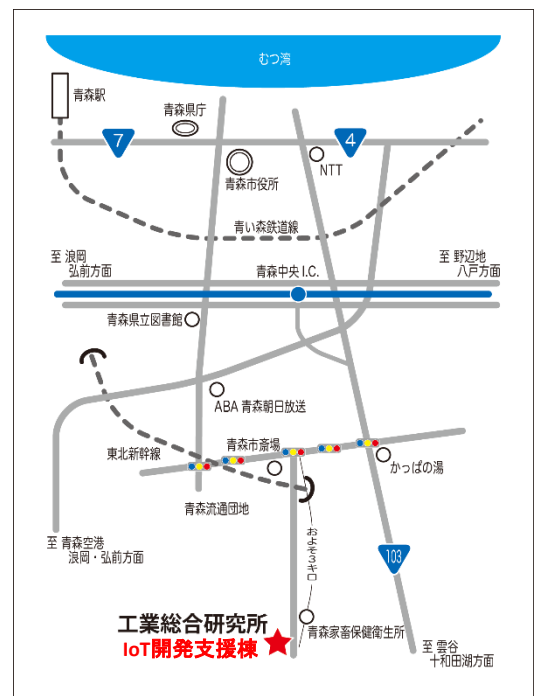 むつ湾
青森駅
青森県庁
7
4
青森市役所
NTT
青い森鉄道線
至 浪岡
弘前方面
青森中央I.C.
至 野辺地
八戸方面
青森県立図書館
ABA 青森朝日放送
東北新幹線
青森市斎場
かっぱの湯
青森流通団地
およそ3キロ
至 青森空港
浪岡・弘前方面
103
工業総合研究所
IoT開発支援棟
青森家畜保健衛生所
至 雲谷
十和田湖方面